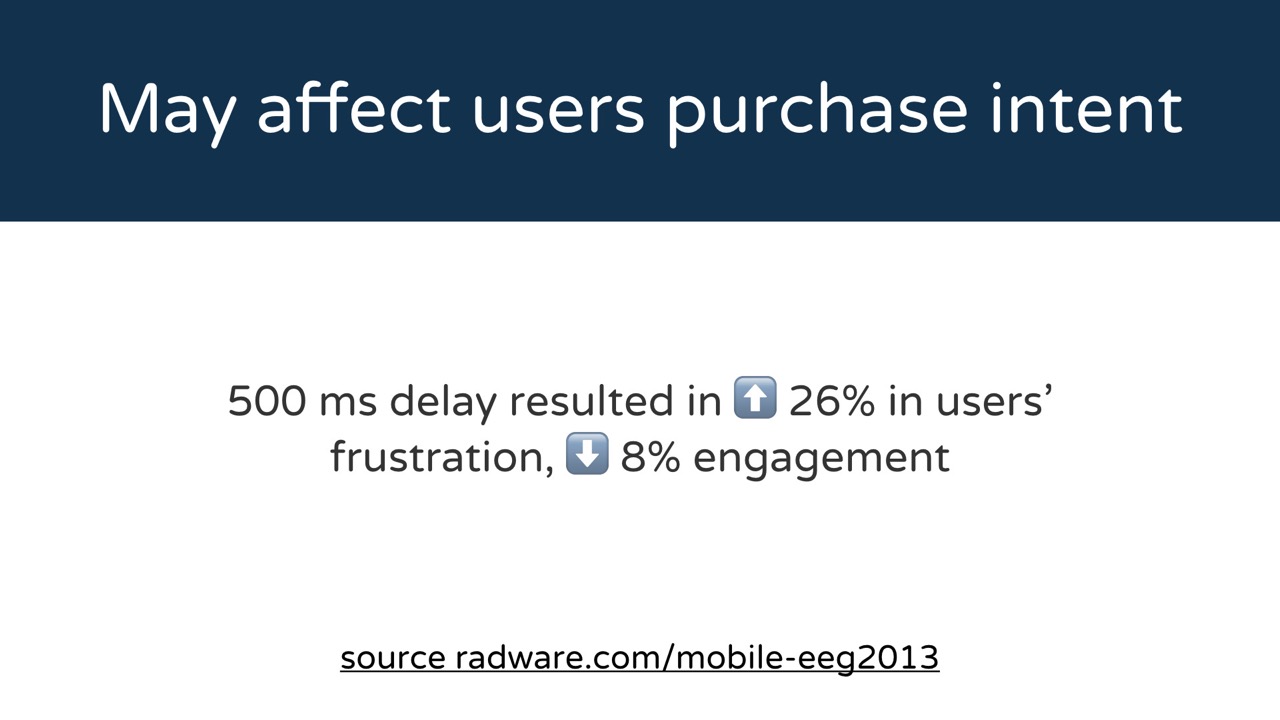 May affect users purchase intent
500 ms delay resulted in ⬆️ 26% in users’
frustration, ⬇️ 8% engagement
source radware.com/mobile-eeg2013